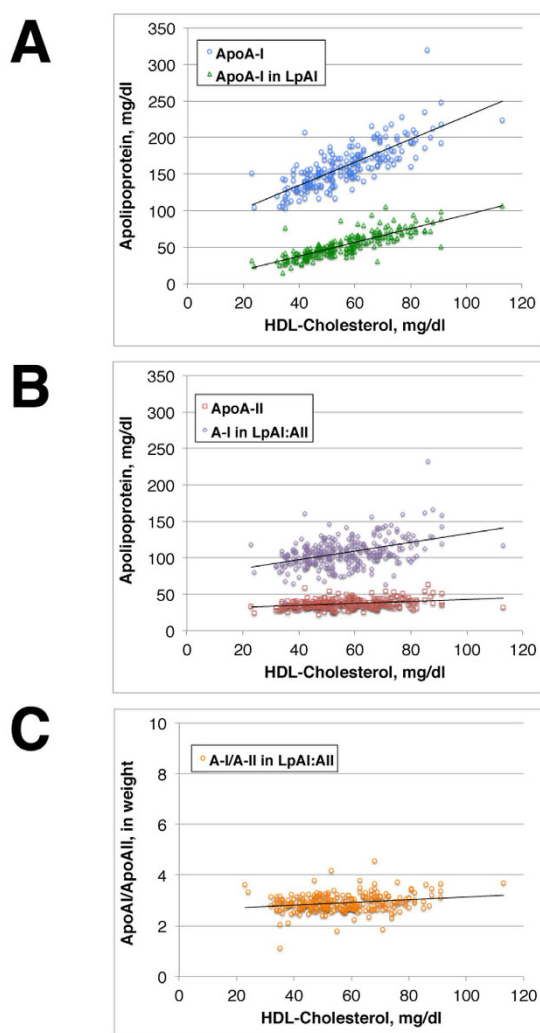 A
350
300
250
200
150
100
50
0
Apolipoprotein, mg/dl
ApoA-I
ApoA-I in LpAI
0 20 40 60 80 100 120
HDL-Cholesterol, mg/dl
B
350
300
250
200
150
100
50
0
Apolipoprotein, mg/dl
ApoA-II
A-I in LpAI:AII
0 20 40 60 80 100 120
HDL-Cholesterol, mg/dl
C
10
8
6
4
2
0
ApoAI/ApoAII, in weight
A-I/A-II in LpAI:AII
0 20 40 60 80 100 120
HDL-Cholesterol, mg/dl